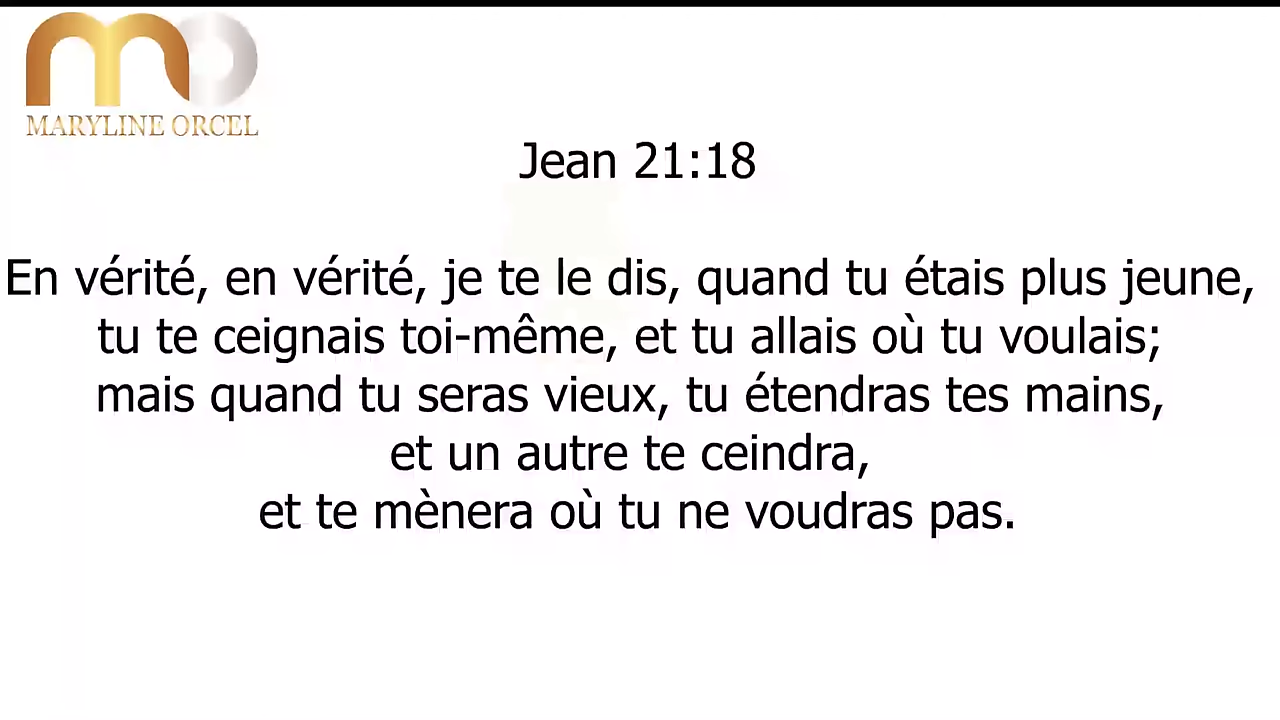 mo
MARYLINE ORCEL
Jean 21:18
En vérité, en vérité, je te le dis, quand tu étais plus jeune,
tu te ceignais toi-même, et tu allais où tu voulais;
mais quand tu seras vieux, tu étendras tes mains,
et un autre te ceindra,
et te mènera où tu ne voudras pas.